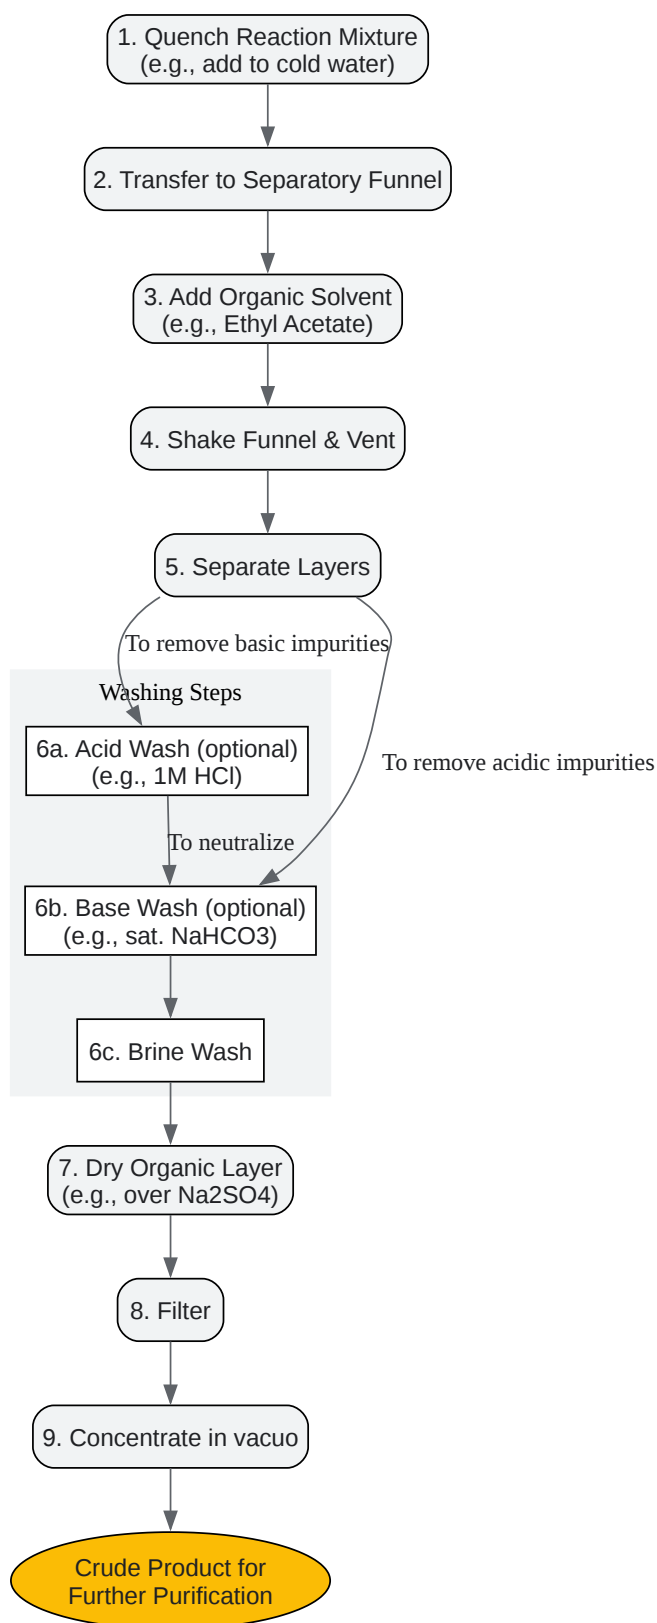 1. Quench Reaction Mixture
(e.g., add to cold water)
2. Transfer to Separatory Funnel
3. Add Organic Solvent
(e.g., Ethyl Acetate)
4. Shake Funnel & Vent
5. Separate Layers
To remove basic impurities
Washing Steps
6a. Acid Wash (optional)
(e.g., 1M HCl)
To remove acidic impurities
To neutralize
6b. Base Wash (optional)
(e.g., sat. NaHCO3)
6c. Brine Wash
7. Dry Organic Layer
(e.g., over Na2SO4)
8. Filter
9. Concentrate in vacuo
Crude Product for
Further Purification